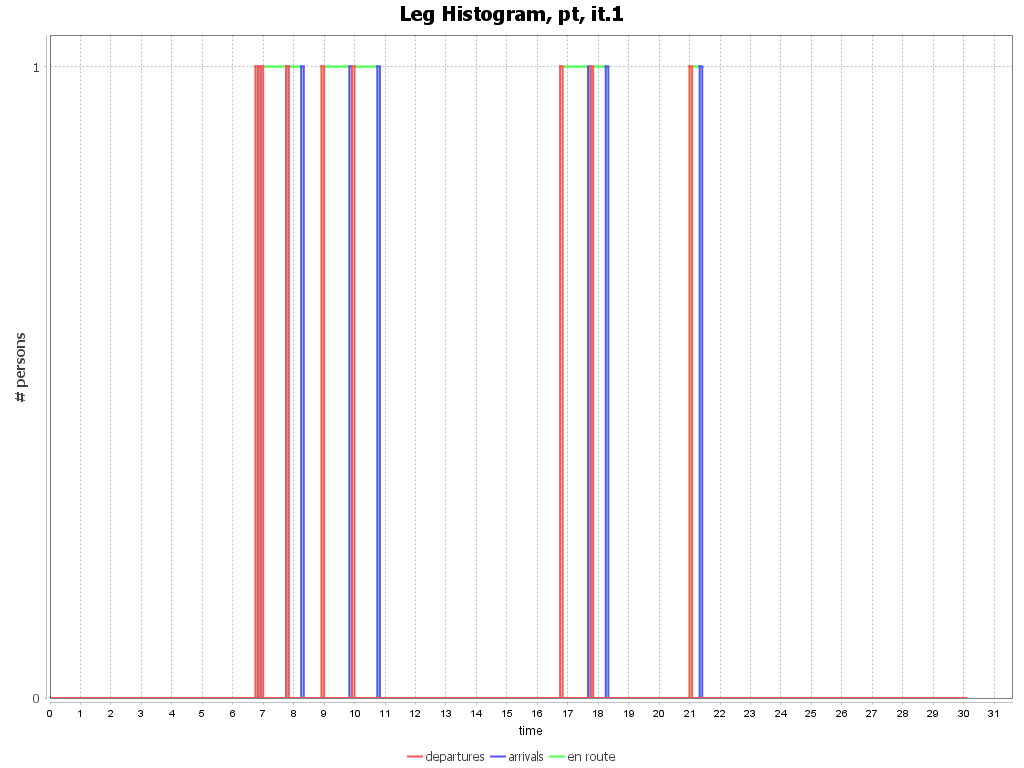 Leg Histogram, pt, it.1
# persons
1
0
0 1 2 3 4 5 6 7 8 9 10 11 12 13 14 15 16 17 18 19 20 21 22 23 24 25 26 27 28 29 30 31
time
departures arrivals en route